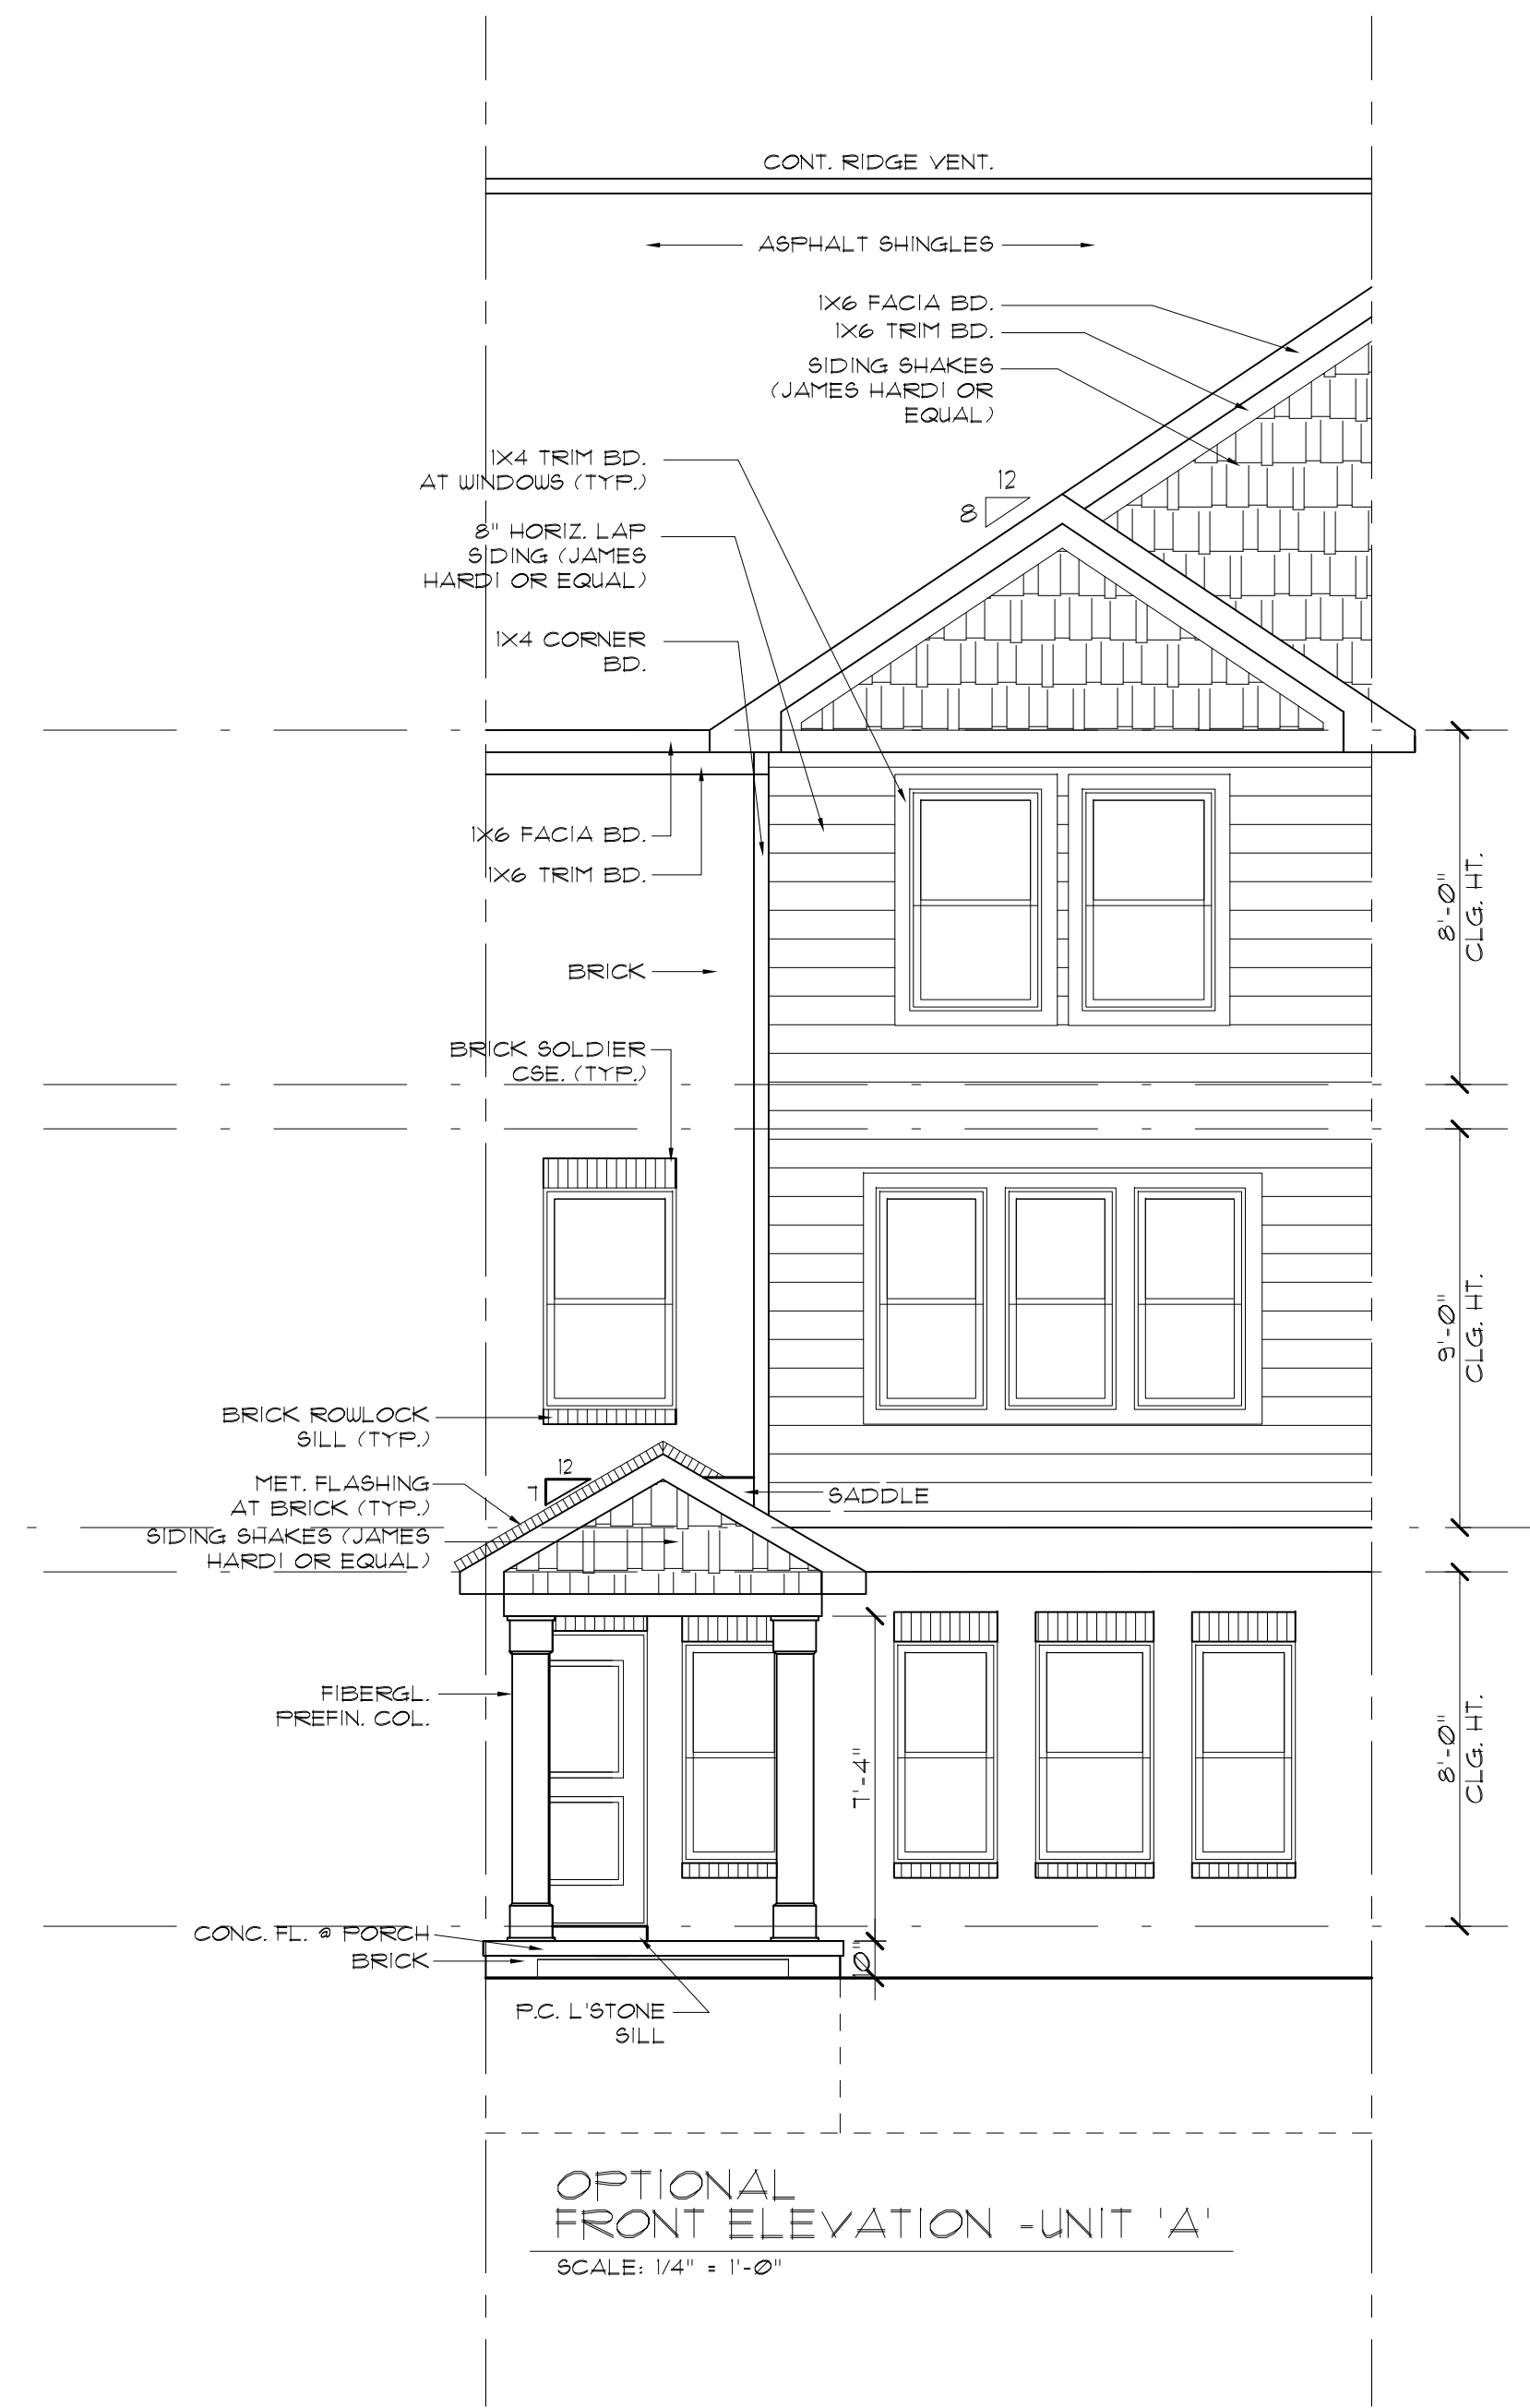 CONT. RIDGE VENT.
ASPHALT SHINGLES
1X6 FACIA BD.
1X6 TRIM BD.
SIDING SHAKES
(JAMES HARDI OR
EQUAL)
1X4 TRIM BD.
AT WINDOWS (TYP.)
12
8
8" HORIZ. LAP
SIDING (JAMES
HARDI OR EQUAL)
1X4 CORNER
BD.
1X6 FACIA BD.
1X6 TRIM BD.
8'-0"
CLG. HT.
BRICK
BRICK SOLDIER
CSE. (TYP.)
9'-0"
CLG. HT.
BRICK ROWLOCK
SILL (TYP.)
12
7
MET. FLASHING
AT BRICK (TYP.)
SADDLE
SIDING SHAKES (JAMES
HARDI OR EQUAL)
FIBERGL.
PREFIN. COL.
7'-4"
8'-0"
CLG. HT.
CONC. FL. @ PORCH
BRICK
10"
P.C. L'STONE
SILL
OPTIONAL
FRONT ELEVATION -UNIT 'A'
SCALE: 1/4" = 1'-0"